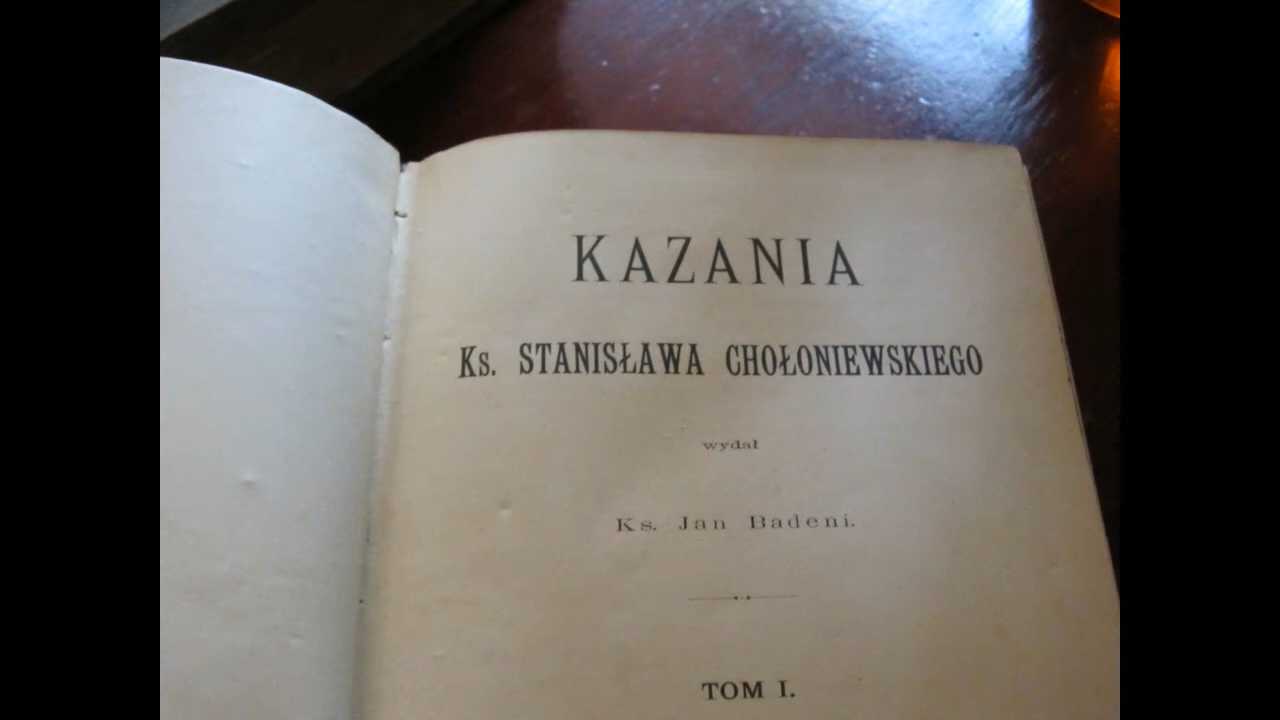 KAZANIA
Ks. STANISŁAWA CHOŁONIEWSKIEGO
wydał
Ks. Jan Badeni.
TOM I.